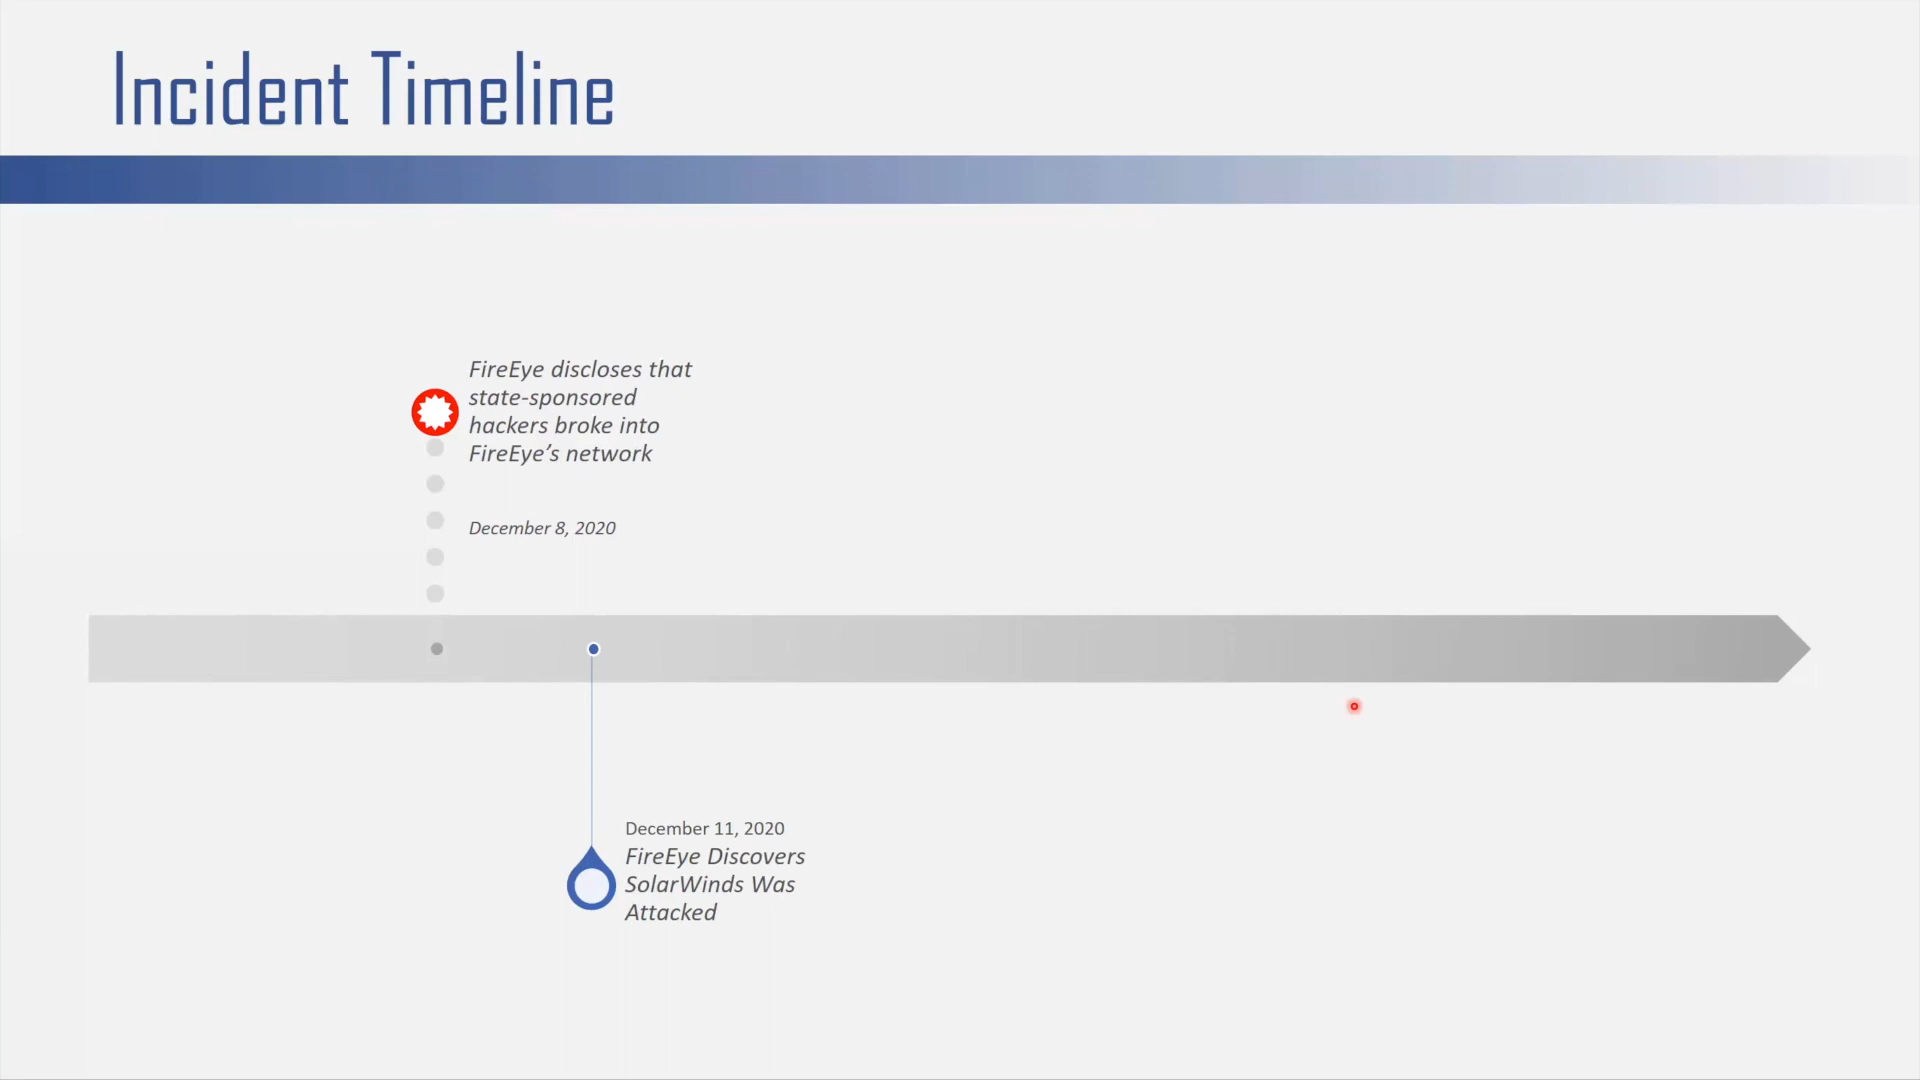 Incident Timeline
FireEye discloses that
state-sponsored
hackers broke into
FireEye’s network
December 8, 2020
December 11, 2020
FireEye Discovers
SolarWinds Was
Attacked